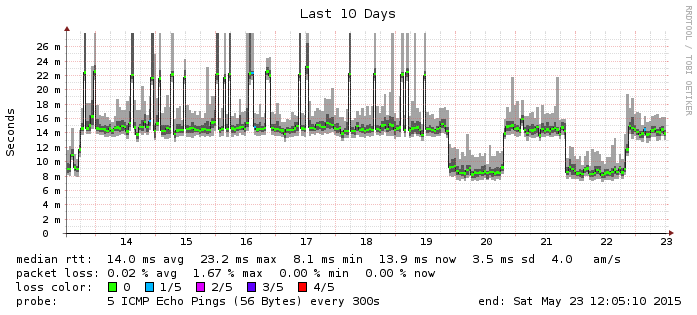 Last 10 Days
RRDTOOL / TOBI OETIKER
Seconds
26 m
24 m
22 m
20 m
18 m
16 m
14 m
12 m
10 m
8 m
6 m
4 m
2 m
0
14 15 16 17 18 19 20 21 22 23
median rtt: 14.0 ms avg 23.2 ms max 8.1 ms min 13.9 ms now 3.5 ms sd 4.0 am/s
packet loss: 0.02 % avg 1.67 % max 0.00 % min 0.00 % now
loss color: 0 1/5 2/5 3/5 4/5
probe: 5 ICMP Echo Pings (56 Bytes) every 300s end: Sat May 23 12:05:10 2015